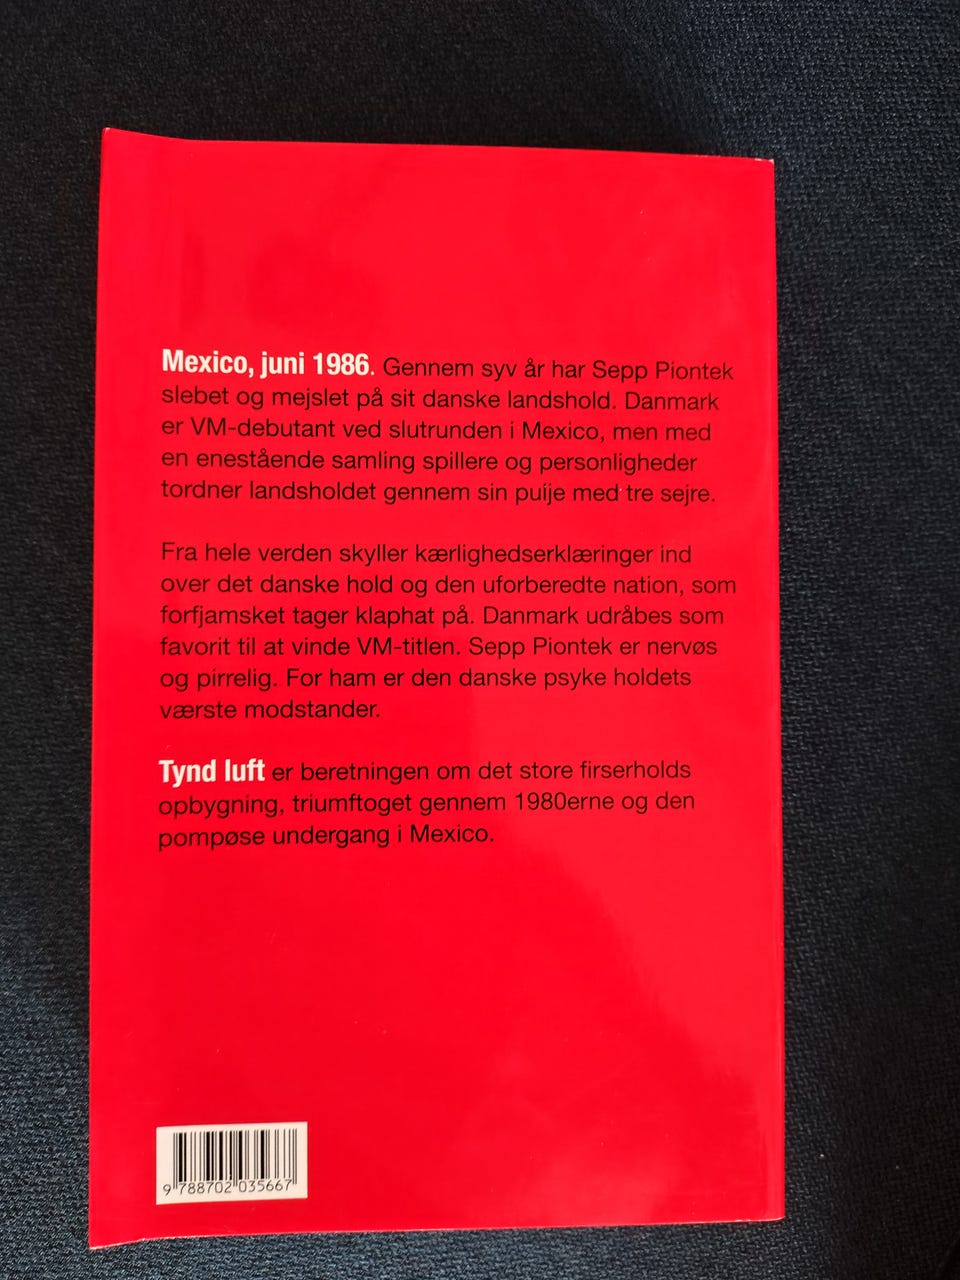 Mexico, juni 1986. Gennem syv år har Sepp Piontek
slebet og mejslet på sit danske landshold. Danmark
er VM-debutant ved slutrunden i Mexico, men med
en enestående samling spillere og personligheder
tordner landsholdet gennem sin pulje med tre sejre.
Fra hele verden skyller kærlighedserklæringer ind
over det danske hold og den uforberedte nation, som
forfjamsket tager klaphat på. Danmark udråbes som
favorit til at vinde VM-titlen. Sepp Piontek er nervøs
og pirrelig. For ham er den danske psyke holdets
værste modstander.
Tynd luft er beretningen om det store firserholds
opbygning, triumftoget gennem 1980erne og den
pompøse undergang i Mexico.
9 788702 035667